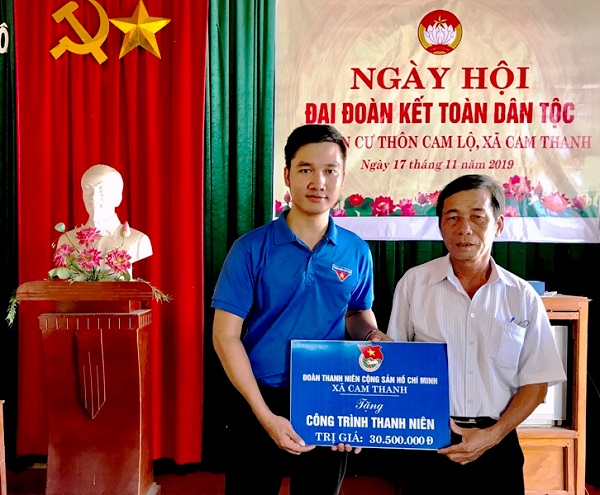 NGÀY HỘI
ĐẠI ĐOÀN KẾT TOÀN DÂN TỘC
CƯ THÔN CAM LỘ, XÃ CAM THANH
Ngày 17 tháng 11 năm 2019
ĐOÀN THANH NIÊN CỘNG SẢN HỒ CHÍ MINH
XÃ CAM THANH
Tặng
CÔNG TRÌNH THANH NIÊN
TRỊ GIÁ: 30.500.000 Đ